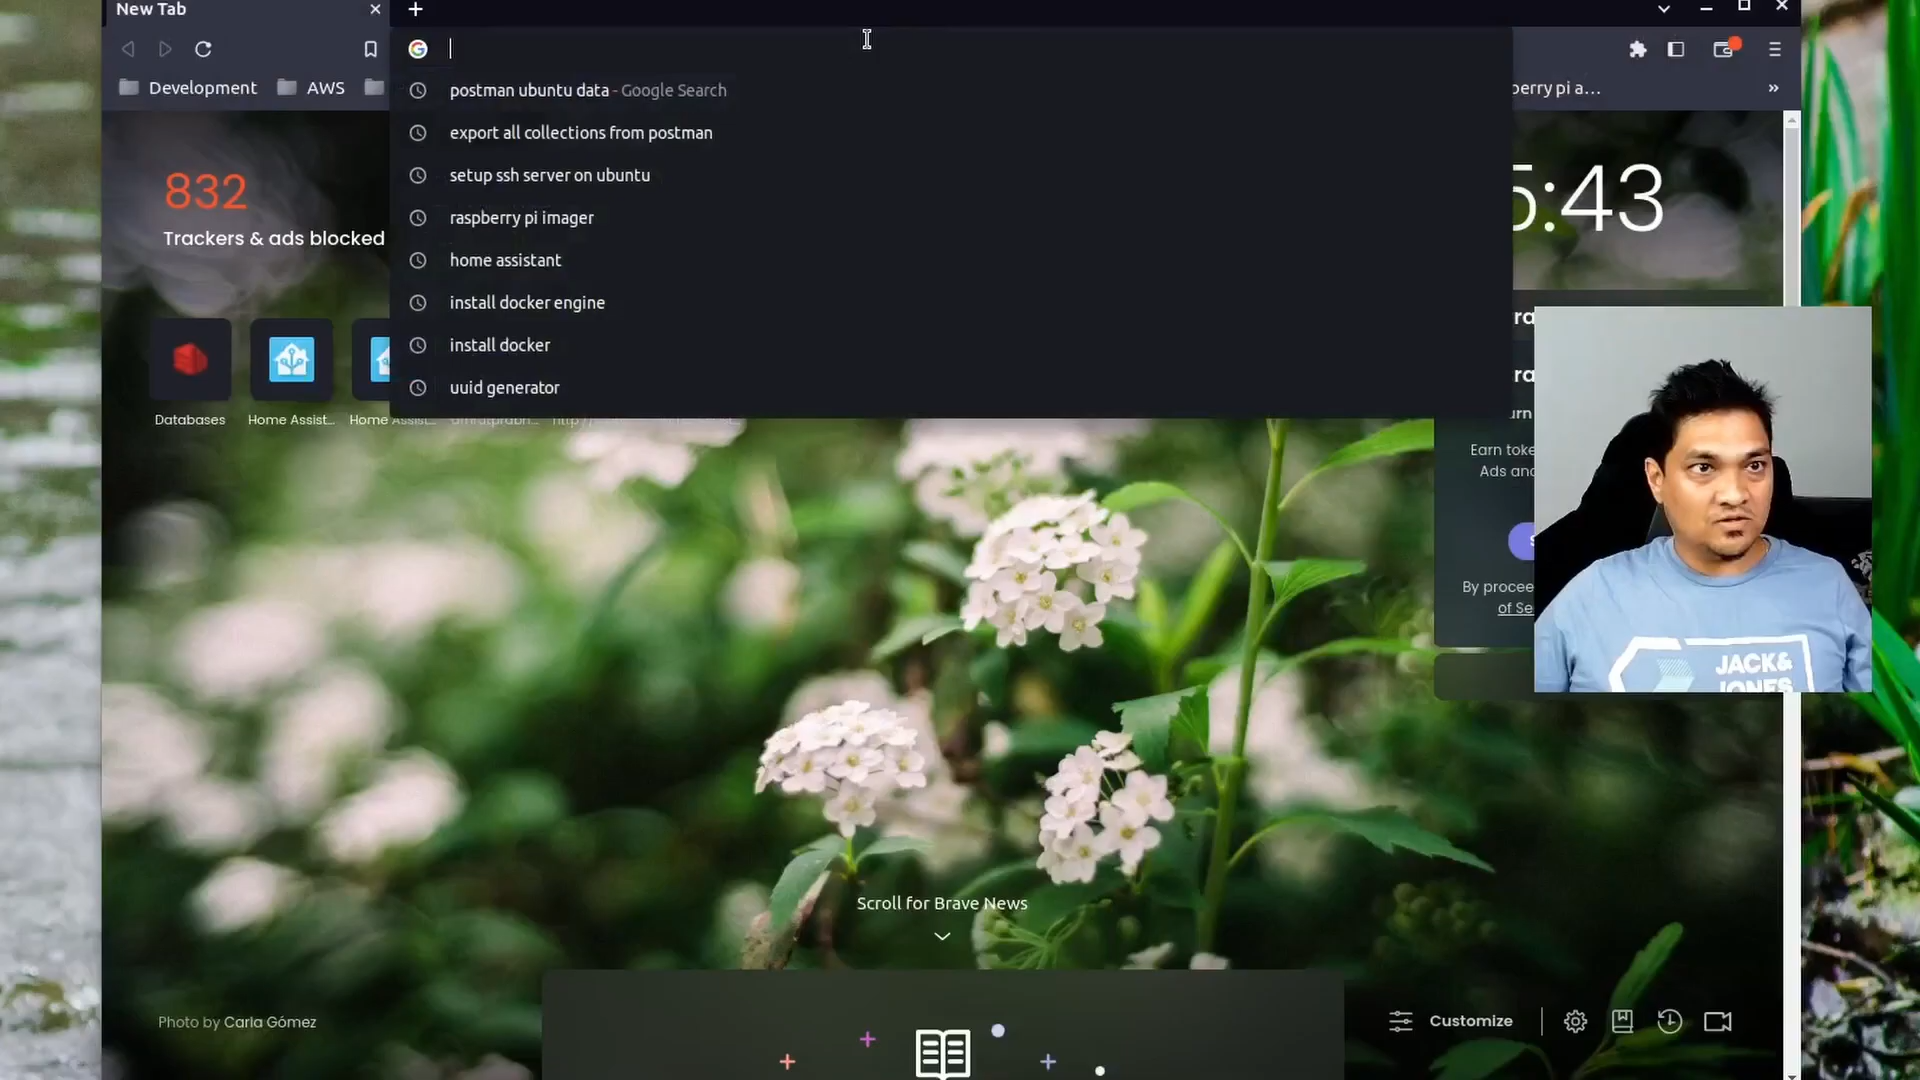 New Tab
Development
AWS
berry pi a...
postman ubuntu data - Google Search
export all collections from postman
setup ssh server on ubuntu
raspberry pi imager
home assistant
install docker engine
install docker
uuid generator
832
Trackers & ads blocked
5:43
Databases
Home Assist...
Home Assist...
Earn toke
Ads and
By procee
of Se
JACK&
JONES
Scroll for Brave News
Photo by Carla Gómez
Customize